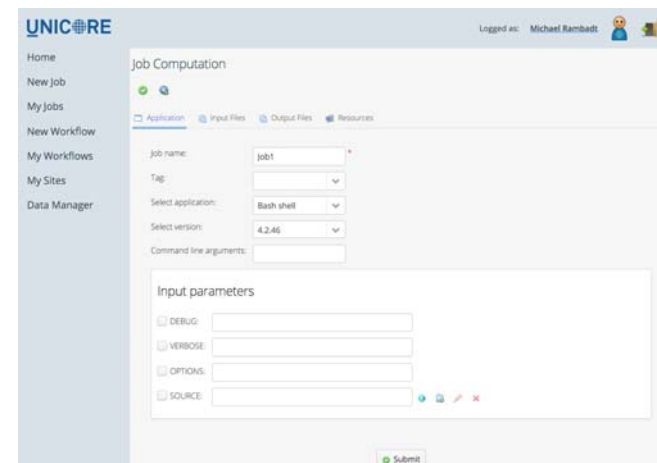 UNICORE
Logged as: Michael Rambadt
Home
New Job
My Jobs
New Workflow
My Workflows
My Sites
Data Manager
Job Computation
Application Input Files Output Files Resources
Job name: Job1 *
Tag:
Select application: Bash shell
Select version: 4.2.46
Command line arguments:
Input parameters
DEBUG:
VERBOSE:
OPTIONS:
SOURCE:
Submit